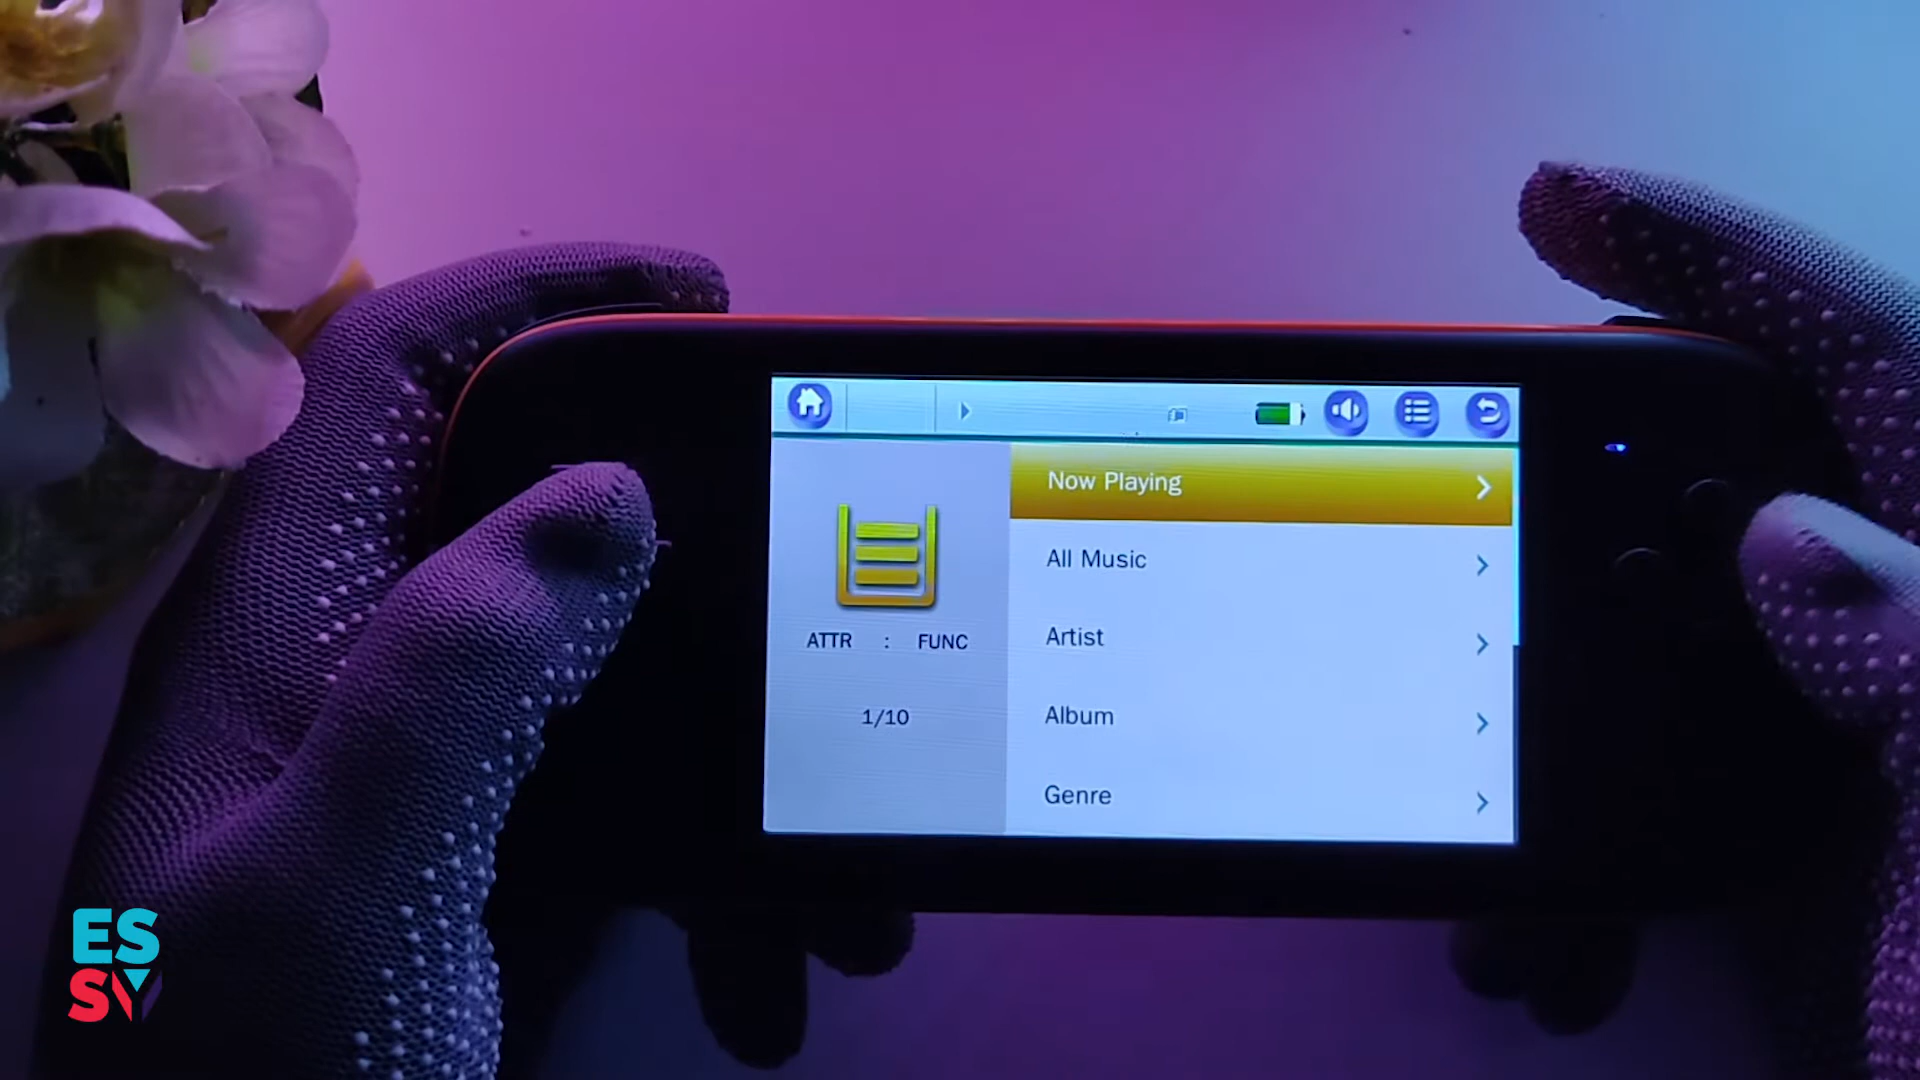 Now Playing
All Music
Artist
Album
Genre
ATTR : FUNC
1/10
ES
SY